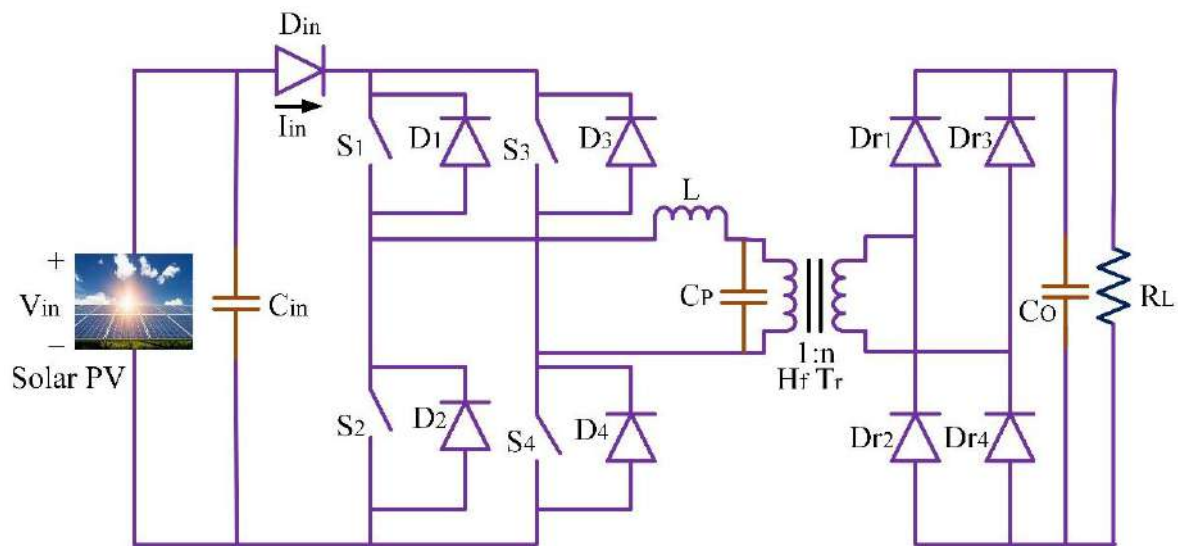 Din
Iin
S1
D1
S3
D3
Dr1
Dr3
L
+
Vin
−
Solar PV
Cin
CP
1:n
Hf Tr
CO
RL
S2
D2
S4
D4
Dr2
Dr4